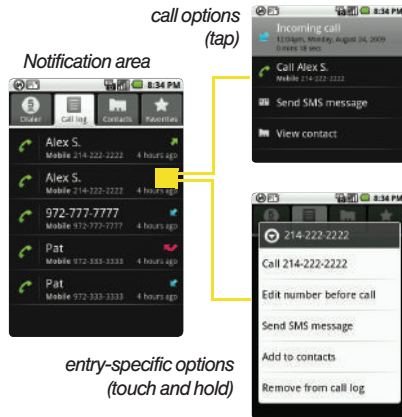 call options
(tap)
Notification area
8:34 PM
Dialer Call log Contacts Favorites
Alex S.
Mobile 214-222-2222 4 hours ago
Alex S.
Mobile 214-222-2222 4 hours ago
972-777-7777
Mobile 972-777-7777 4 hours ago
Pat
Mobile 972-333-3333 4 hours ago
Pat
Mobile 972-333-3333 4 hours ago
8:34 PM
Incoming call
12:04pm, Monday, August 24, 2009
0 mins 18 secs
Call Alex S.
Mobile 214-222-2222
Send SMS message
View contact
8:34 PM
214-222-2222
Call 214-222-2222
Edit number before call
Send SMS message
Add to contacts
Remove from call log
entry-specific options
(touch and hold)